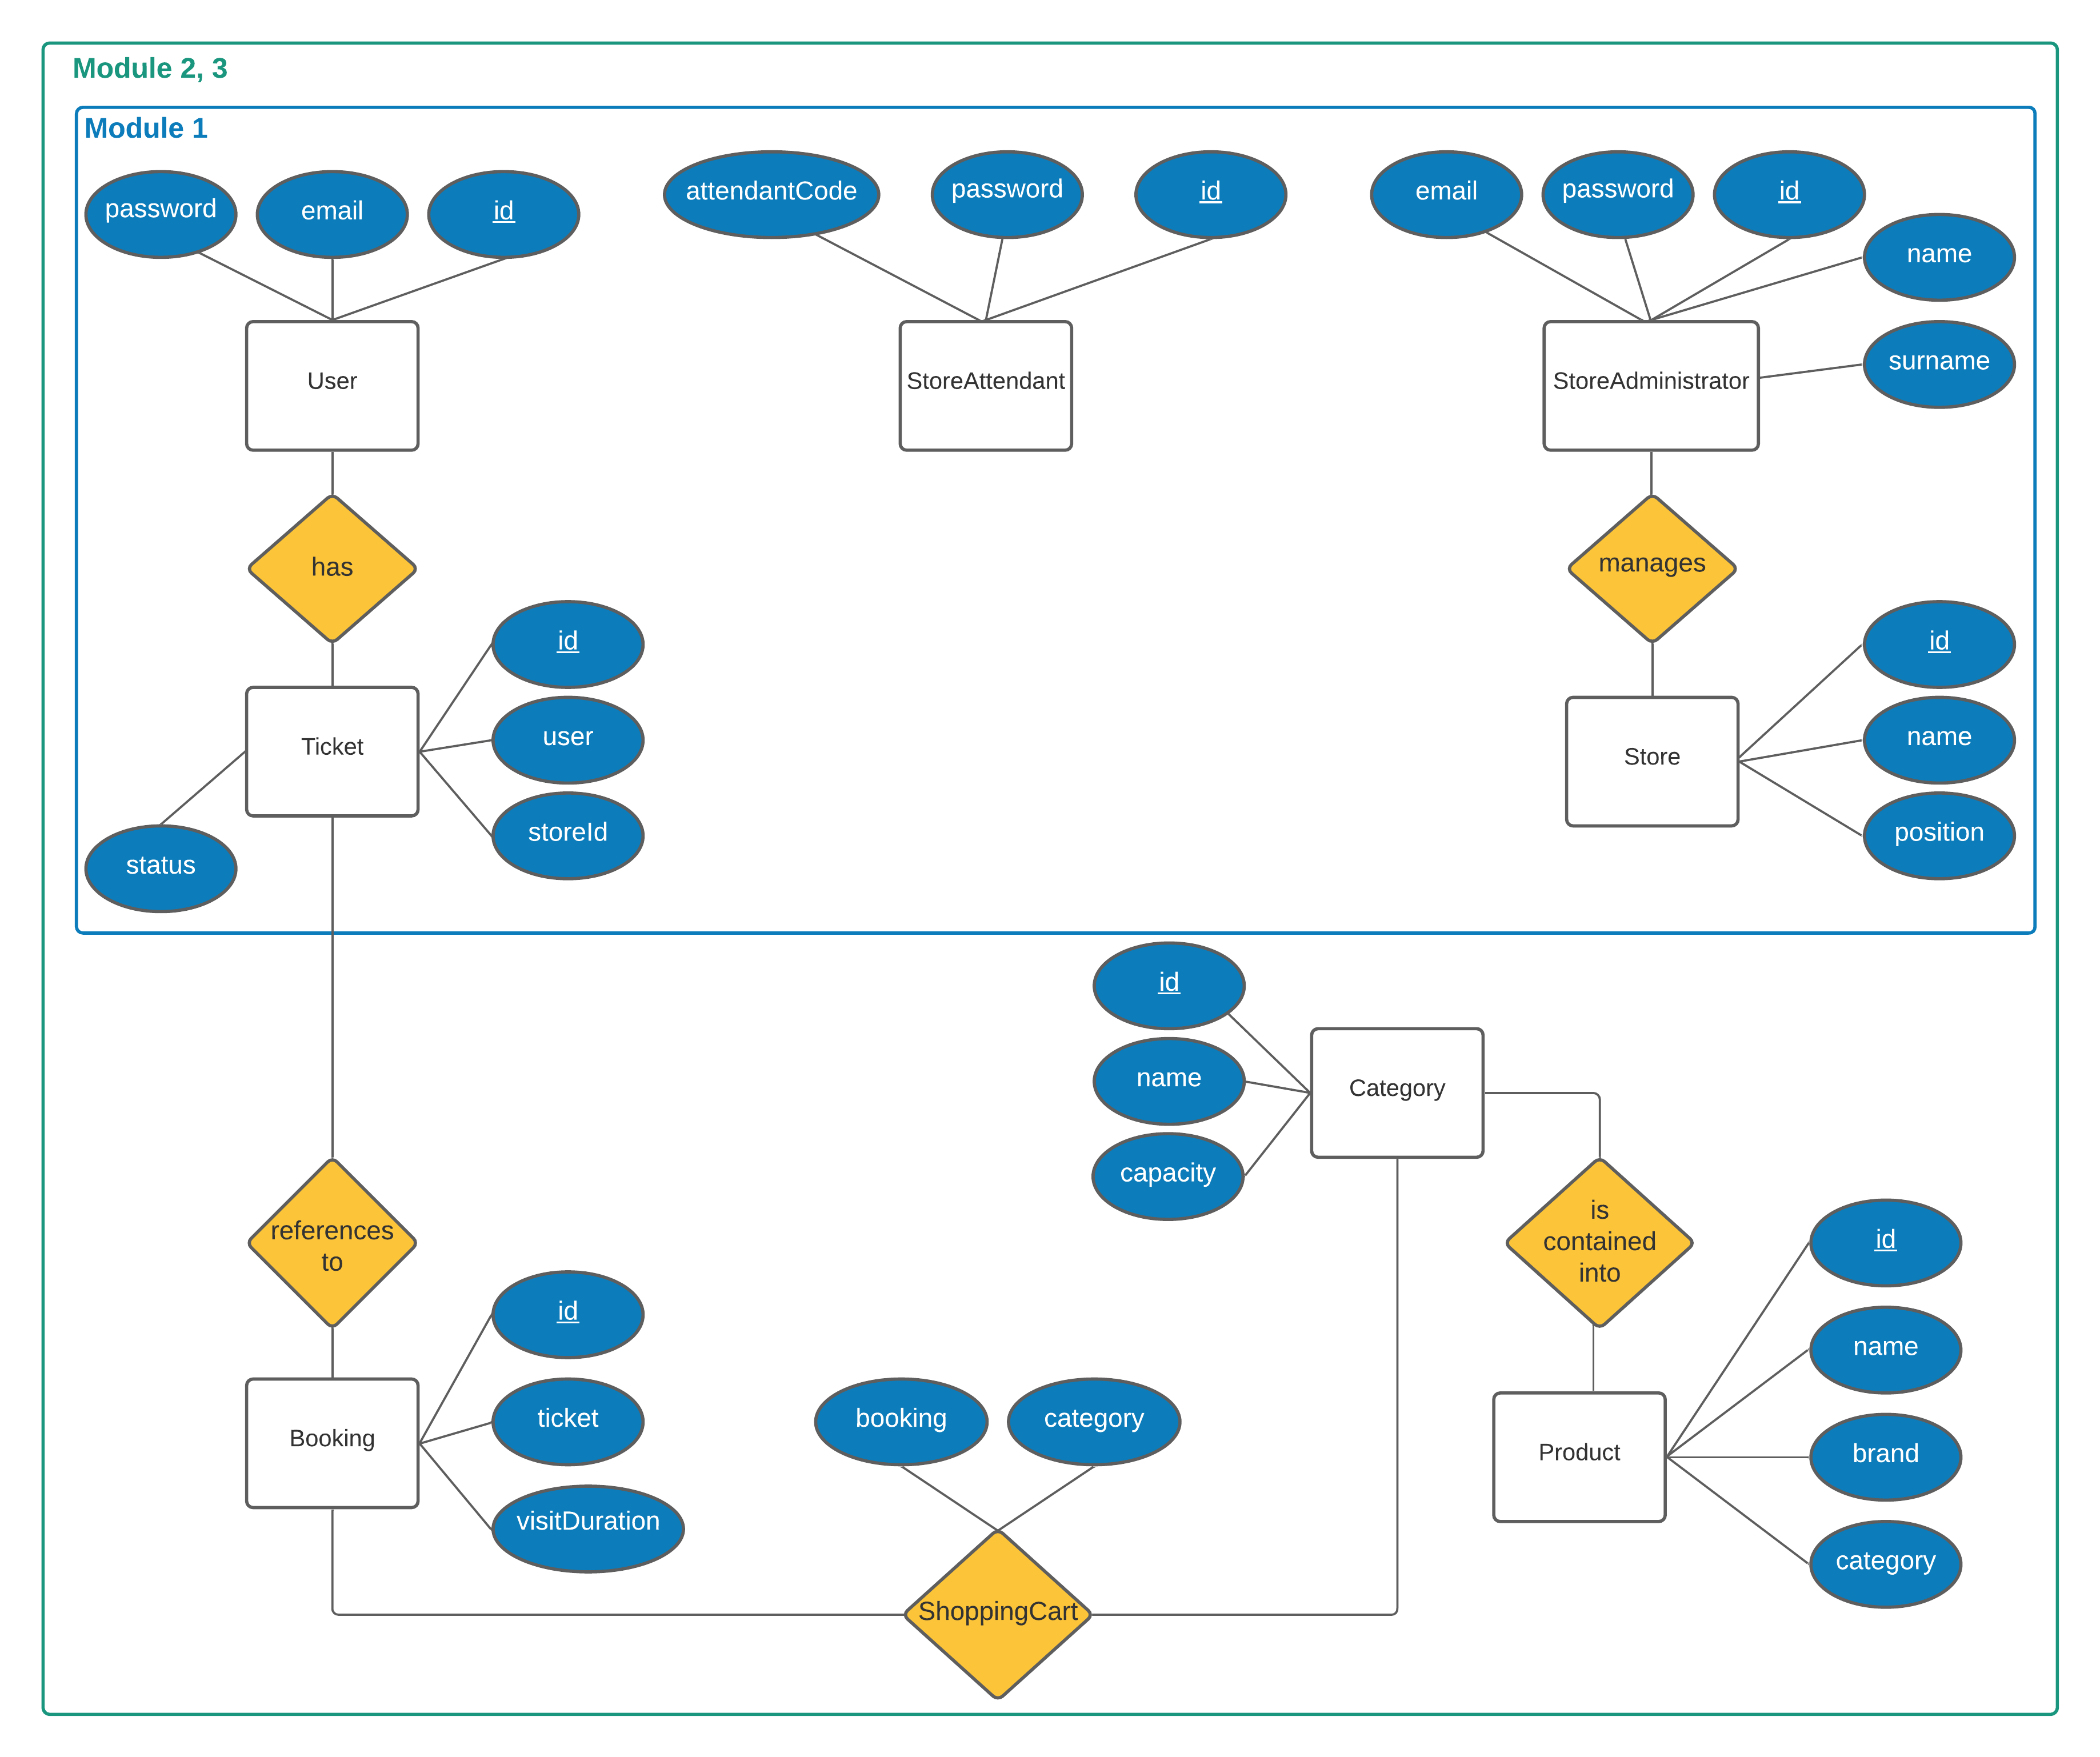 Module 2, 3
Module 1
password
email
id
attendantCode
password
id
email
password
id
name
surname
User
StoreAttendant
StoreAdministrator
has
manages
id
user
storeId
status
Ticket
Store
id
name
position
id
name
capacity
Category
references
to
is
contained
into
id
name
brand
category
Product
id
ticket
visitDuration
Booking
booking
category
ShoppingCart